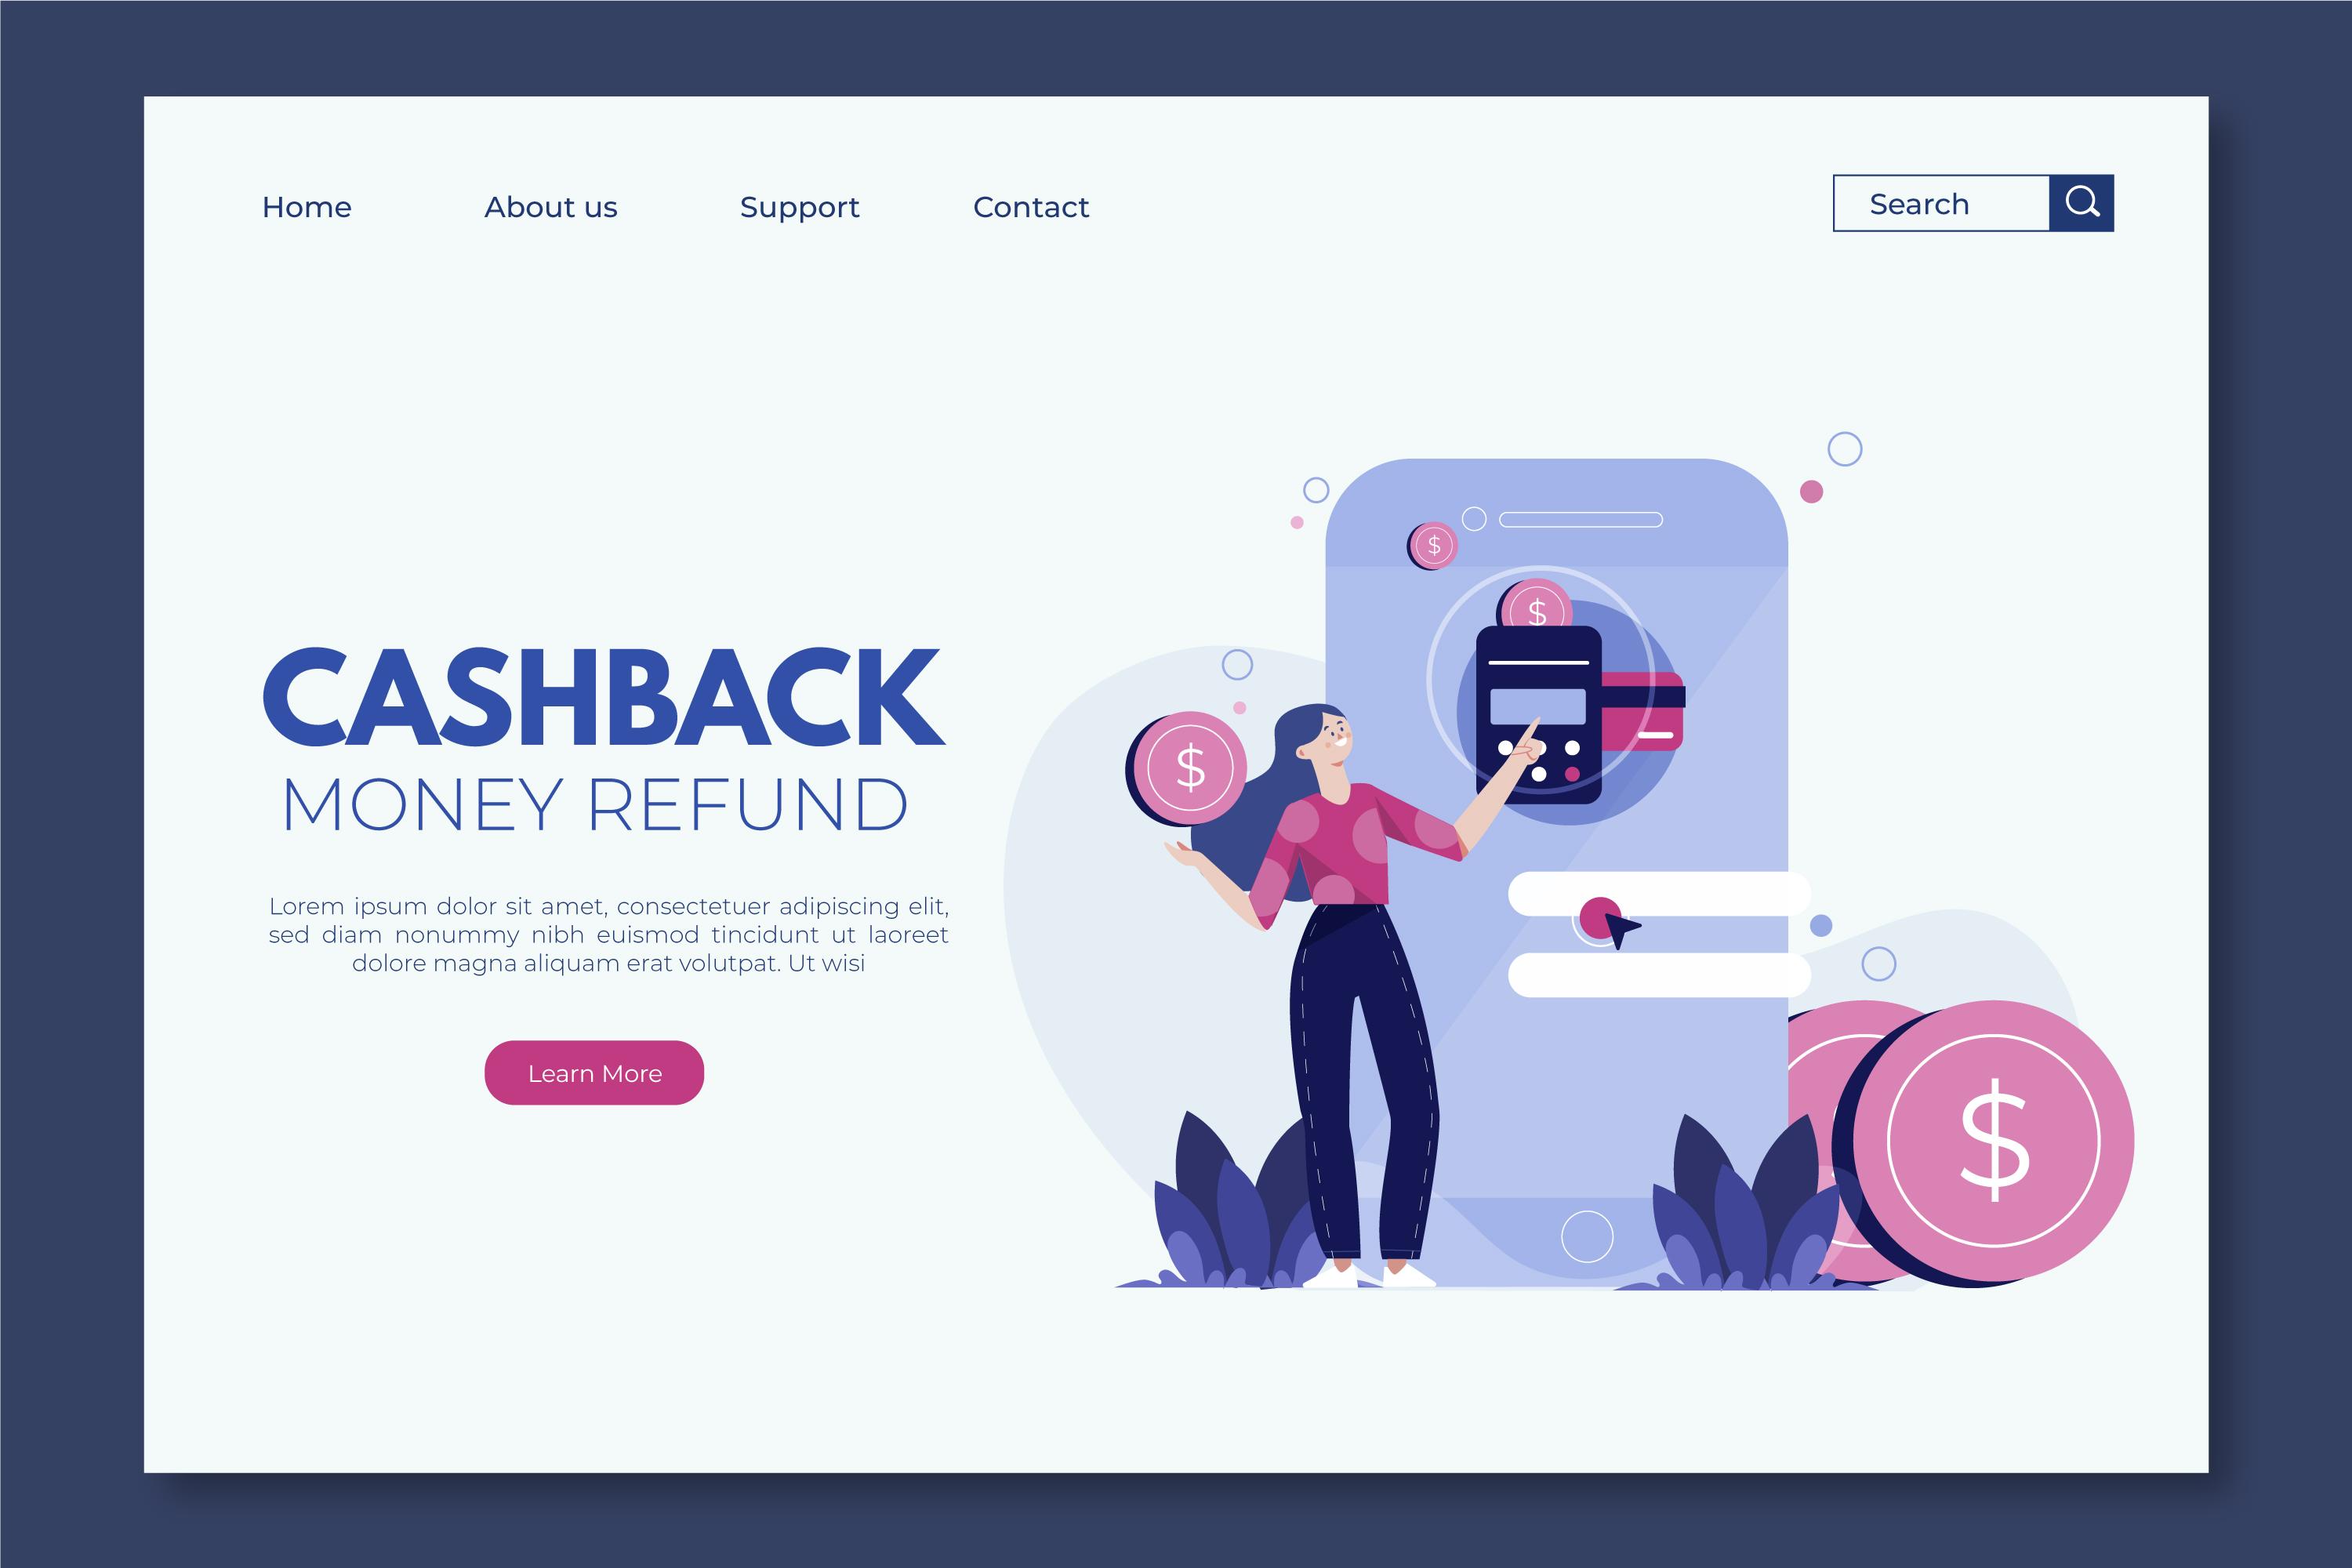 Home
About us
Support
Contact
Search
CASHBACK
MONEY REFUND
Lorem ipsum dolor sit amet, consectetuer adipiscing elit,
sed diam nonummy nibh euismod tincidunt ut laoreet
dolore magna aliquam erat volutpat. Ut wisi
Learn More
$
$
$
$